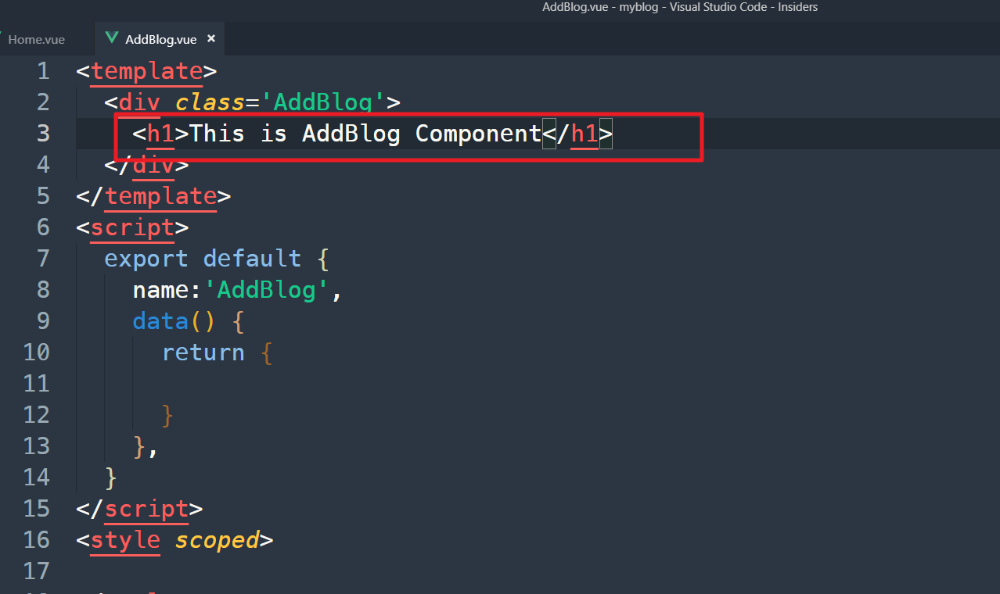 AddBlog.vue - myblog - Visual Studio Code - Insiders
Home.vue AddBlog.vue ×
1 <template>
2 <div class='AddBlog'>
3 <h1>This is AddBlog Component</h1>
4 </div>
5 </template>
6 <script>
7 export default {
8 name:'AddBlog',
9 data() {
10 return {
11
12 }
13 },
14 }
15 </script>
16 <style scoped>
17